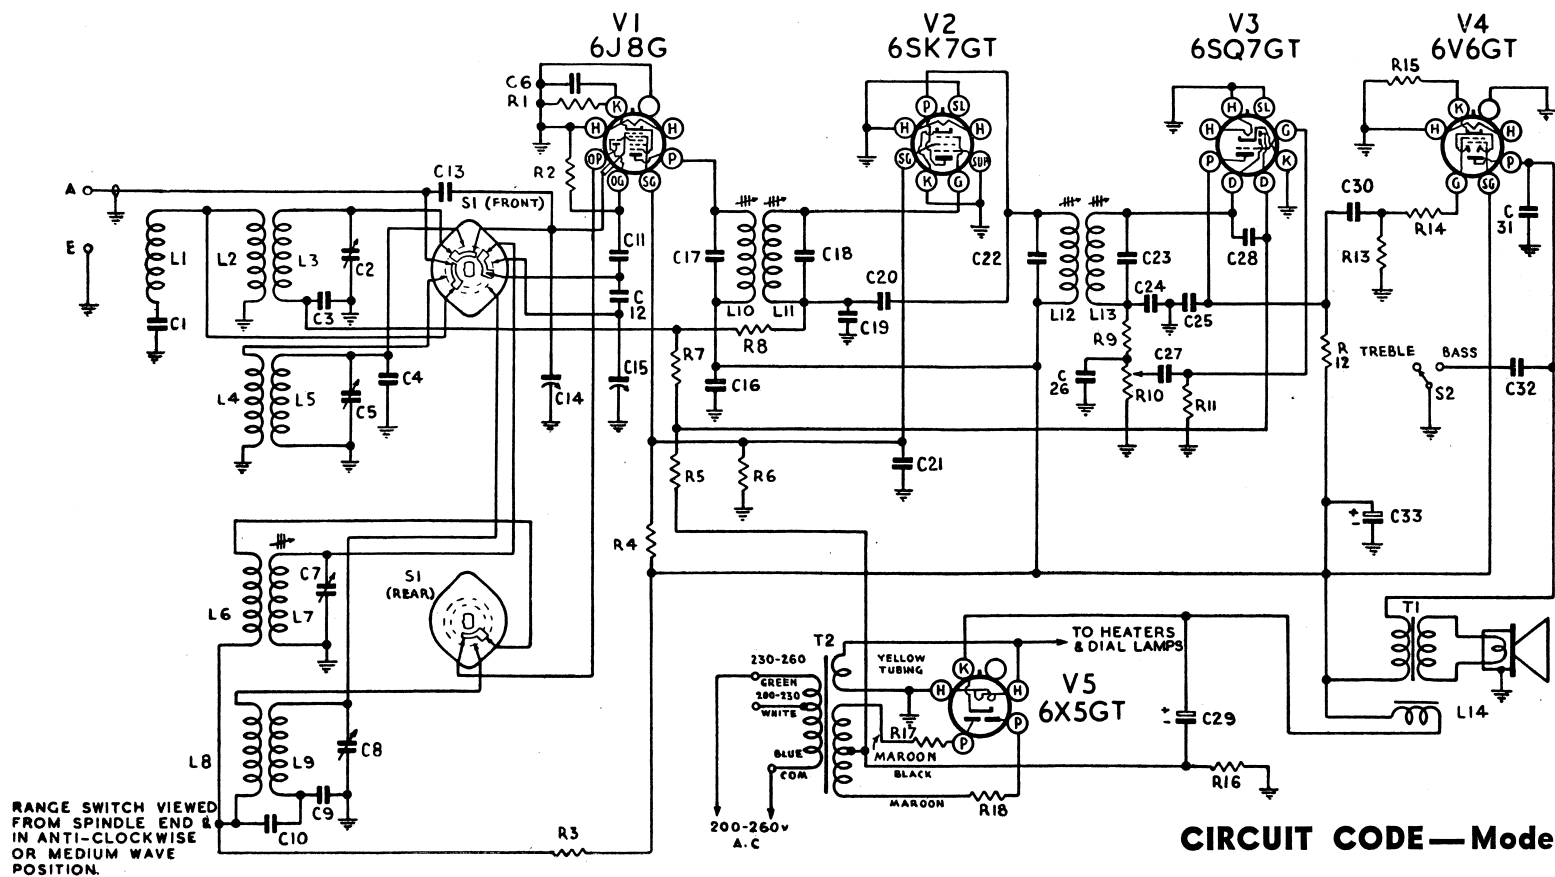 V1
6J8G
V2
6SK7GT
V3
6SQ7GT
V4
6V6GT
C6
R1
K
H
H
OP
P
OG
SG
R2
P
SL
H
H
SG
SUP
K
G
H
SL
H
G
P
K
D
D
R15
K
H
H
P
G
SG
A
C13
S1 (FRONT)
C30
C
31
E
L1
L2
L3
C2
C11
C17
C18
C20
C22
C23
C28
R13
R14
C1
C3
C
12
L10
L11
C19
L12
L13
C24
C25
R7
R8
R9
R
12
TREBLE
BASS
L4
L5
C4
C5
C14
C15
C16
C
26
C27
R10
R11
S2
C32
R5
R6
C21
R4
+
-
C33
C7
S1
(REAR)
L6
L7
T1
T2
TO HEATERS
& DIAL LAMPS
230-260
GREEN
200-230
WHITE
YELLOW
TUBING
K
H
H
V5
6X5GT
P
P
+
-
C29
L14
L8
L9
C8
BLUE
COM
R17
MAROON
BLACK
R16
MAROON
R18
C9
C10
R3
200-260V
A.C
RANGE SWITCH VIEWED
FROM SPINDLE END &
IN ANTI-CLOCKWISE
OR MEDIUM WAVE
POSITION.
CIRCUIT CODE—Mode